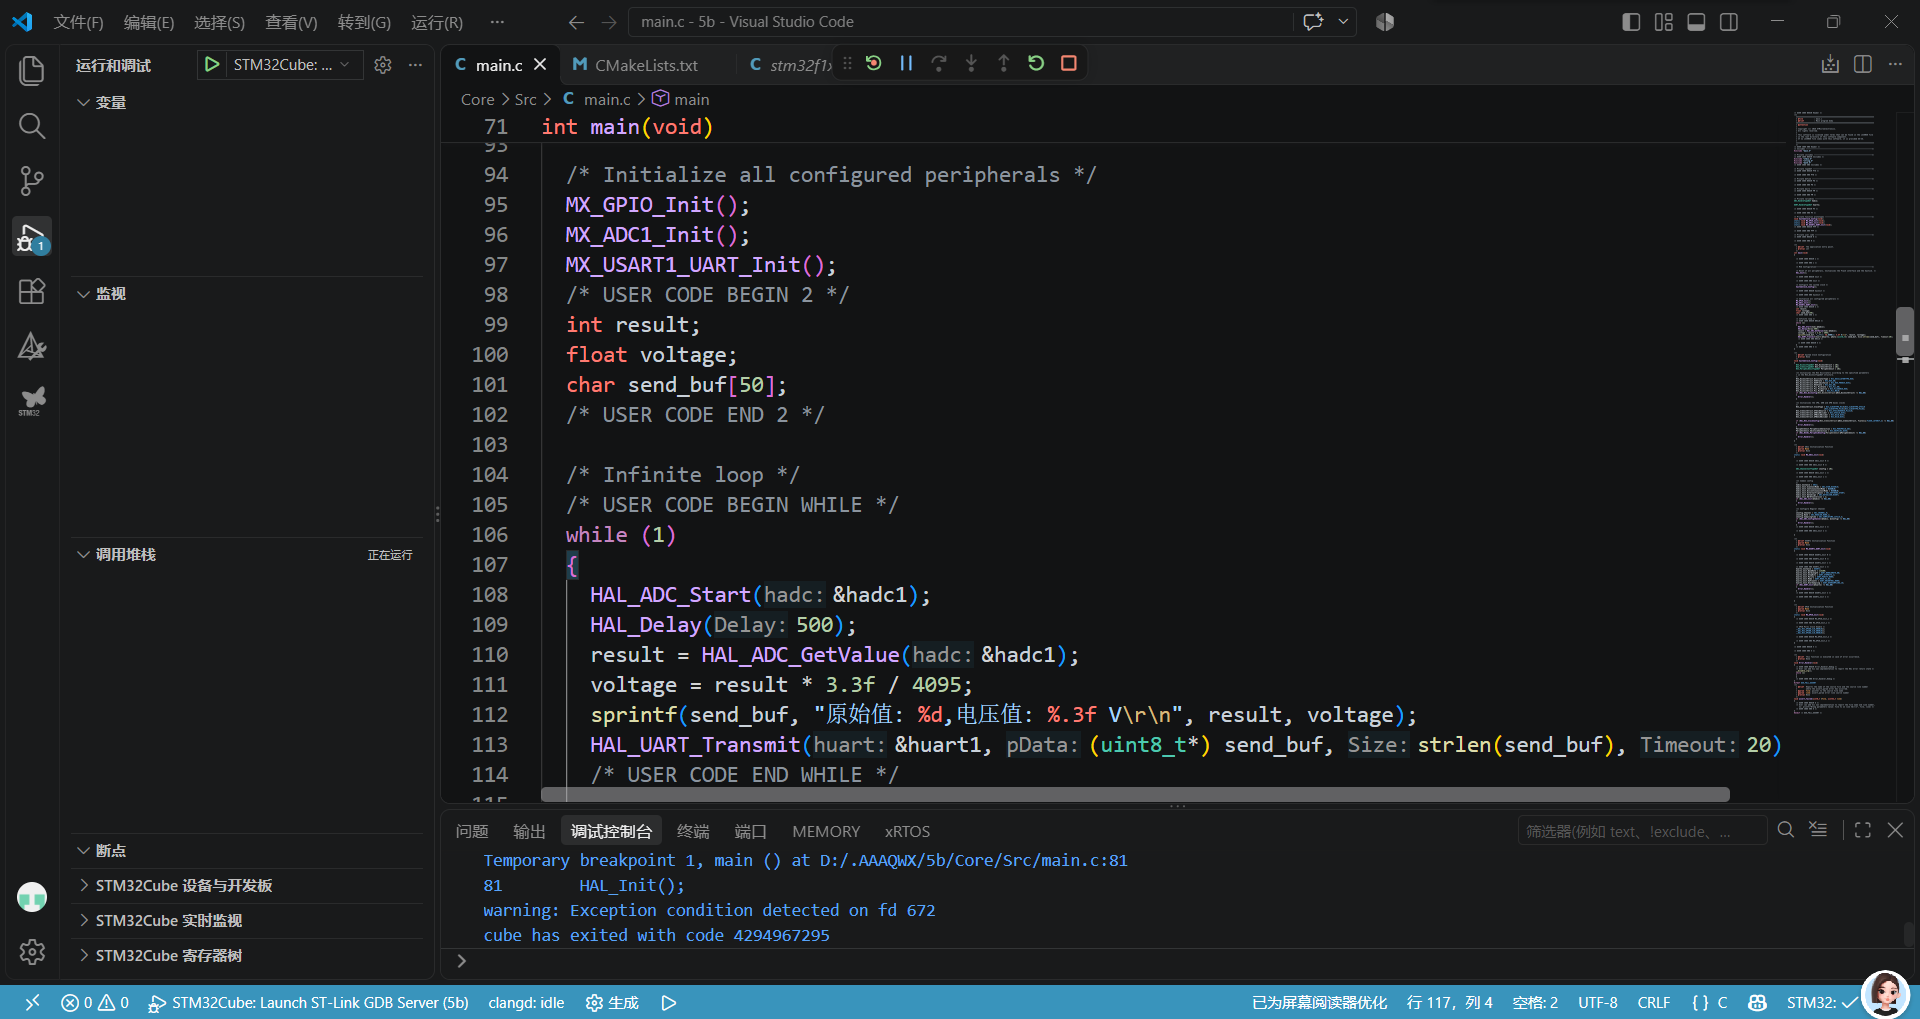 文件(F) 编辑(E) 选择(S) 查看(V) 转到(G) 运行(R) ··· main.c - 5b - Visual Studio Code
运行和调试 STM32Cube: ... ···
main.c CMakeLists.txt stm32f1x
Core > Src > C main.c > main
变量
监视
调用堆栈 正在运行
断点
STM32Cube 设备与开发板
STM32Cube 实时监视
STM32Cube 寄存器树
1
STM32
71 int main(void)
93
94 /* Initialize all configured peripherals */
95 MX_GPIO_Init();
96 MX_ADC1_Init();
97 MX_USART1_UART_Init();
98 /* USER CODE BEGIN 2 */
99 int result;
100 float voltage;
101 char send_buf[50];
102 /* USER CODE END 2 */
103
104 /* Infinite loop */
105 /* USER CODE BEGIN WHILE */
106 while (1)
107 {
108 HAL_ADC_Start(hadc: &hadc1);
109 HAL_Delay(Delay: 500);
110 result = HAL_ADC_GetValue(hadc: &hadc1);
111 voltage = result * 3.3f / 4095;
112 sprintf(send_buf, "原始值: %d,电压值: %.3f V\r\n", result, voltage);
113 HAL_UART_Transmit(huart: &huart1, pData: (uint8_t*) send_buf, Size: strlen(send_buf), Timeout: 20)
114 /* USER CODE END WHILE */
115
问题 输出 调试控制台 终端 端口 MEMORY xRTOS 筛选器(例如 text、!exclude、...
Temporary breakpoint 1, main () at D:/.AAAQWX/5b/Core/Src/main.c:81
81 HAL_Init();
warning: Exception condition detected on fd 672
cube has exited with code 4294967295
0 0 STM32Cube: Launch ST-Link GDB Server (5b) clangd: idle 生成 已为屏幕阅读器优化 行 117，列 4 空格: 2 UTF-8 CRLF { } C STM32: